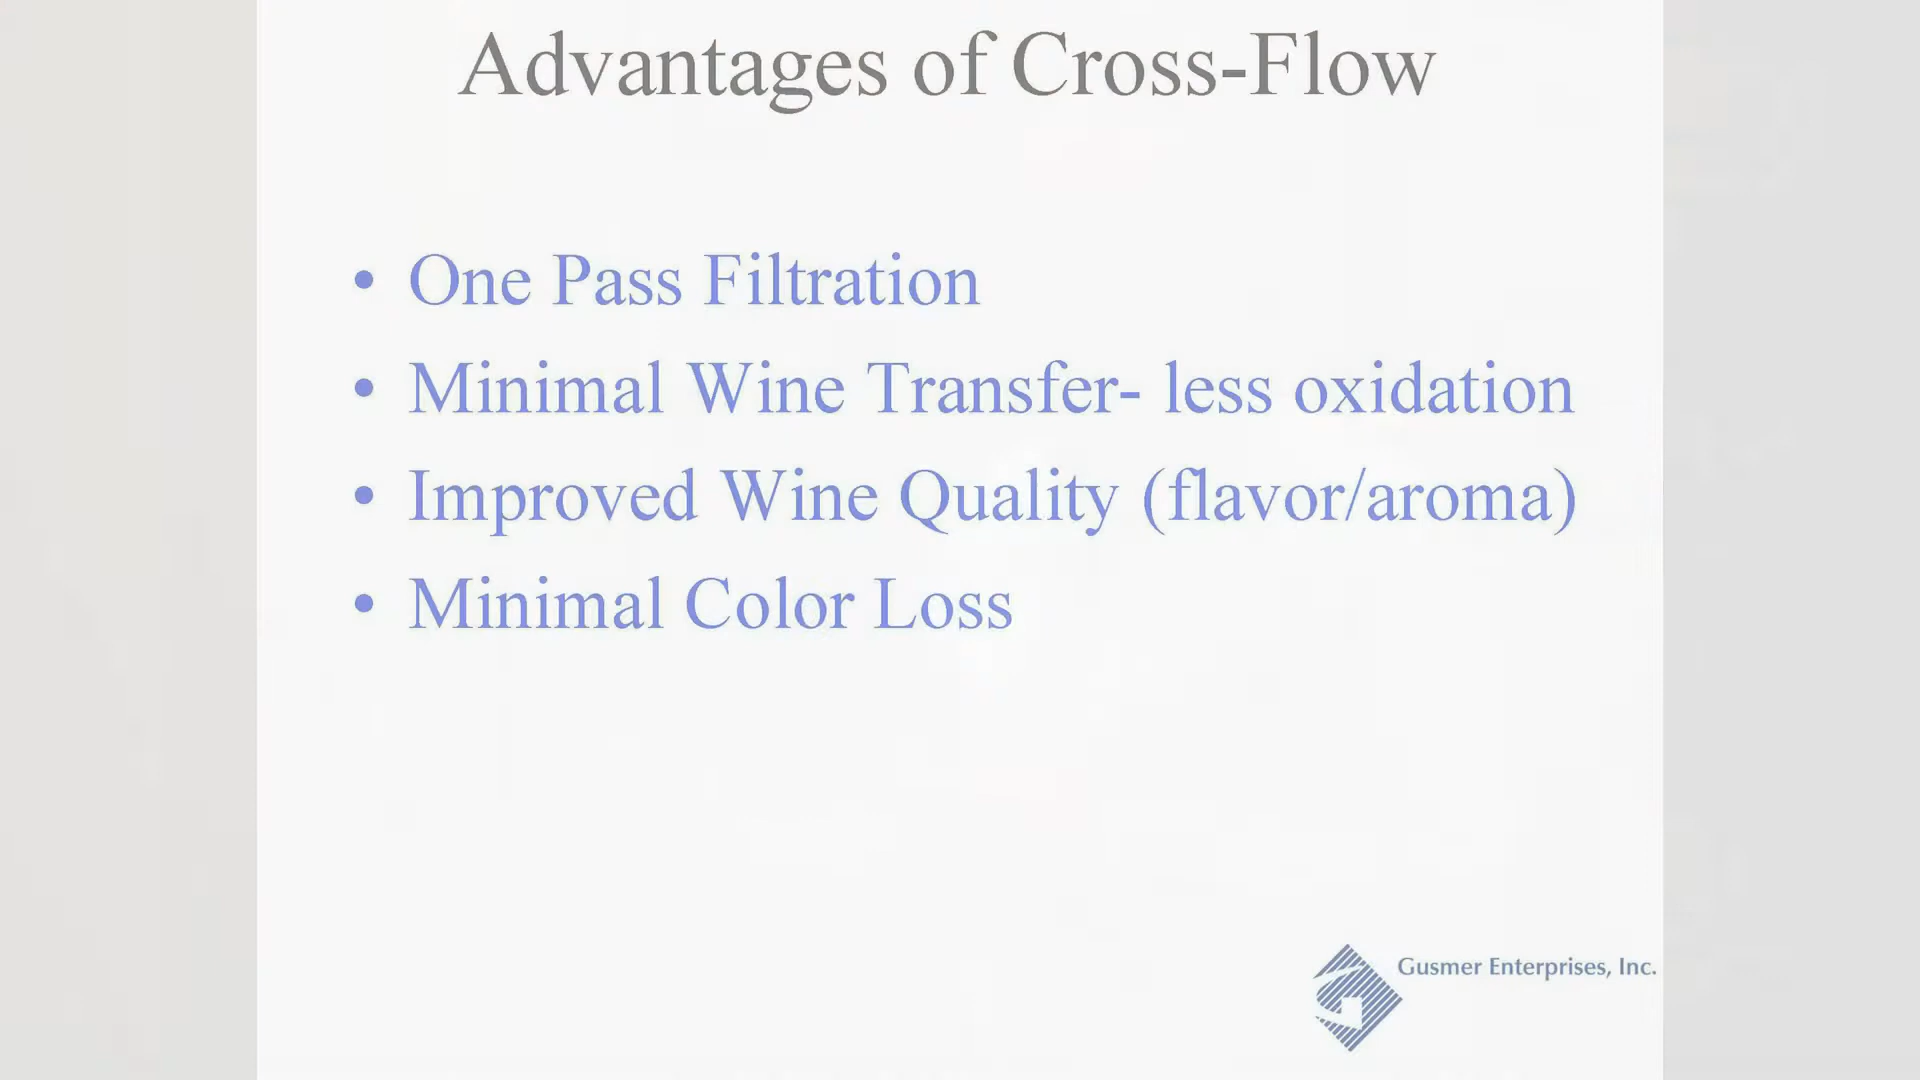 Advantages of Cross-Flow
• One Pass Filtration
• Minimal Wine Transfer- less oxidation
• Improved Wine Quality (flavor/aroma)
• Minimal Color Loss
Gusmer Enterprises, Inc.